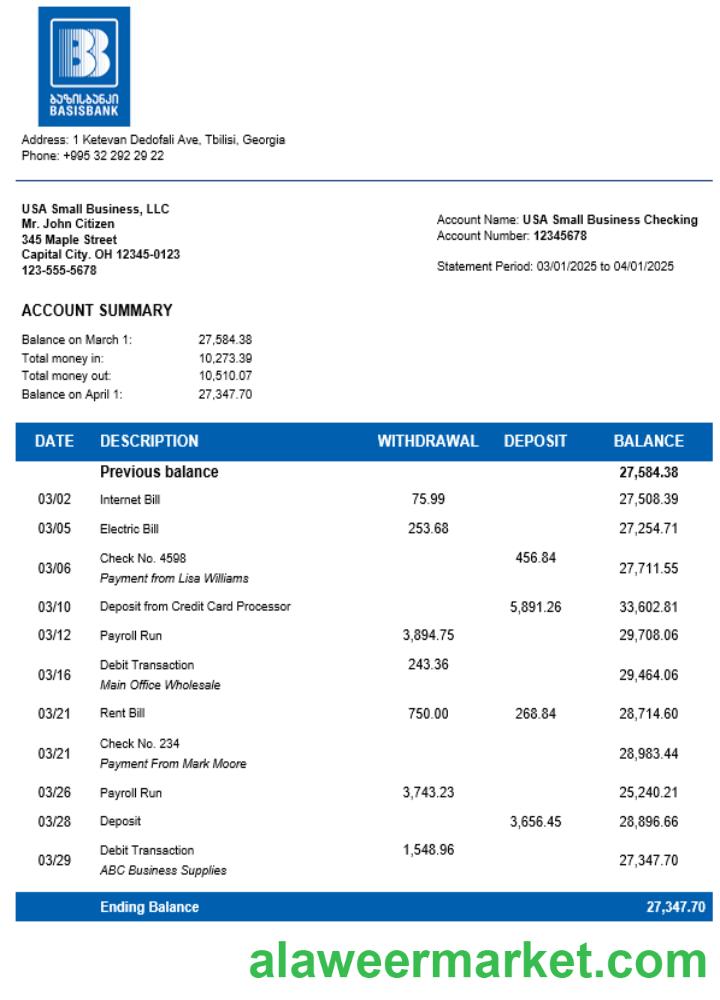 ბაზისბანკი
BASISBANK
Address: 1 Ketevan Dedofali Ave, Tbilisi, Georgia
Phone: +995 32 292 29 22
USA Small Business, LLC
Mr. John Citizen
345 Maple Street
Capital City. OH 12345-0123
123-555-5678
Account Name: USA Small Business Checking
Account Number: 12345678
Statement Period: 03/01/2025 to 04/01/2025
ACCOUNT SUMMARY
Balance on March 1: 27,584.38
Total money in: 10,273.39
Total money out: 10,510.07
Balance on April 1: 27,347.70
DATE DESCRIPTION WITHDRAWAL DEPOSIT BALANCE
Previous balance 27,584.38
03/02 Internet Bill 75.99 27,508.39
03/05 Electric Bill 253.68 27,254.71
03/06 Check No. 4598 456.84 27,711.55
Payment from Lisa Williams
03/10 Deposit from Credit Card Processor 5,891.26 33,602.81
03/12 Payroll Run 3,894.75 29,708.06
03/16 Debit Transaction 243.36 29,464.06
Main Office Wholesale
03/21 Rent Bill 750.00 268.84 28,714.60
03/21 Check No. 234 28,983.44
Payment From Mark Moore
03/26 Payroll Run 3,743.23 25,240.21
03/28 Deposit 3,656.45 28,896.66
03/29 Debit Transaction 1,548.96 27,347.70
ABC Business Supplies
Ending Balance 27,347.70
alaweermarket.com